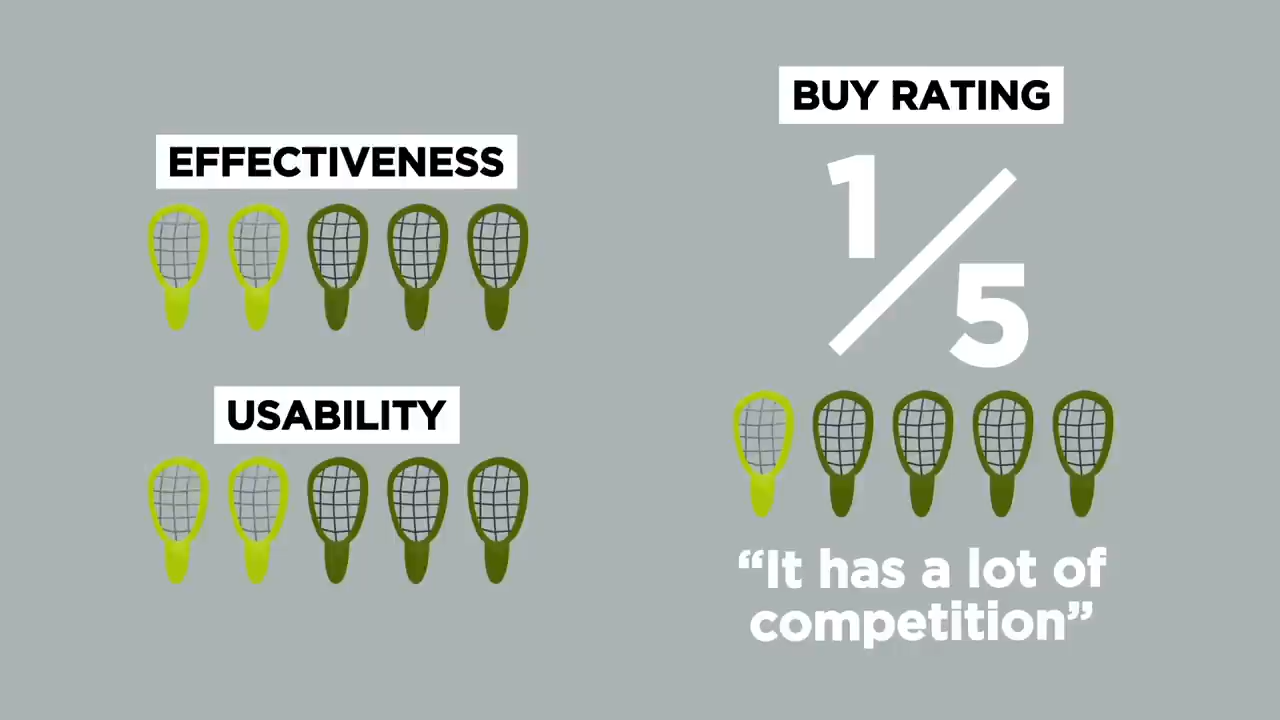 EFFECTIVENESS
USABILITY
BUY RATING
1/5
“It has a lot of
competition”